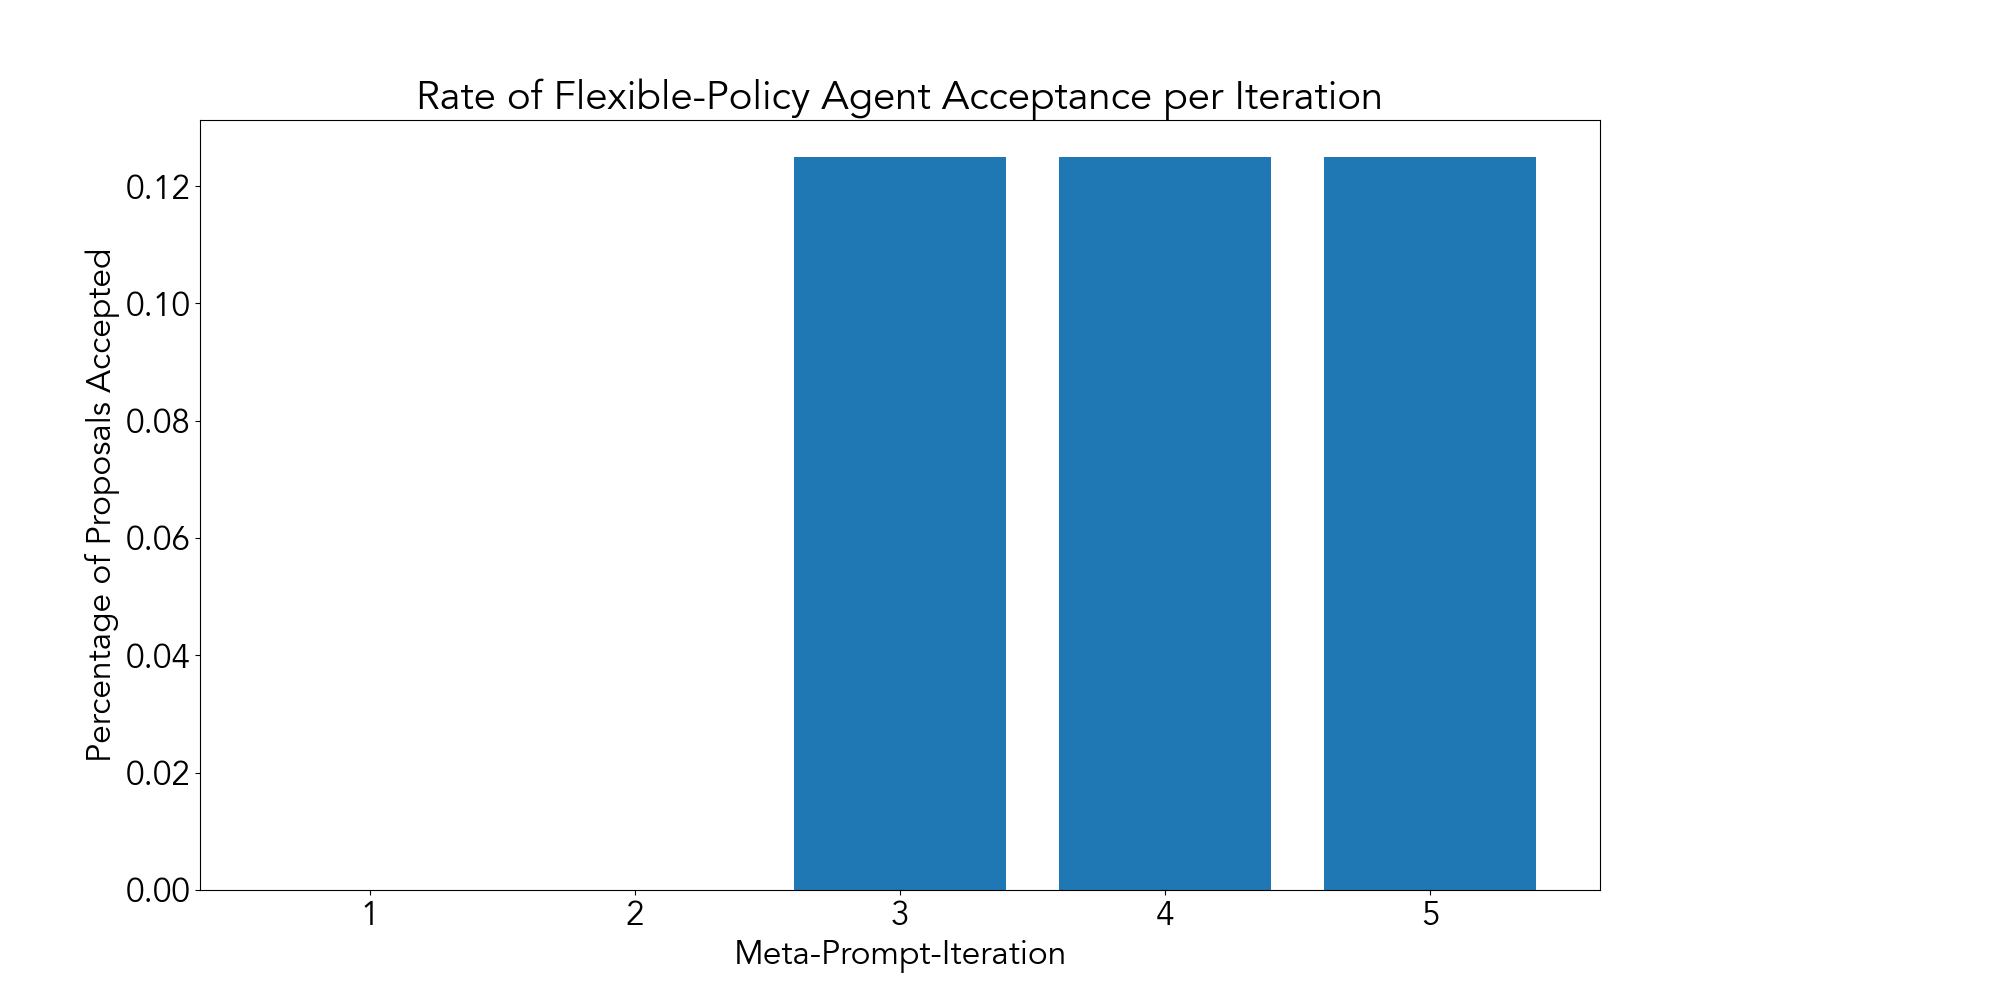 Rate of Flexible-Policy Agent Acceptance per Iteration
Percentage of Proposals Accepted
0.12
0.10
0.08
0.06
0.04
0.02
0.00
1 2 3 4 5
Meta-Prompt-Iteration